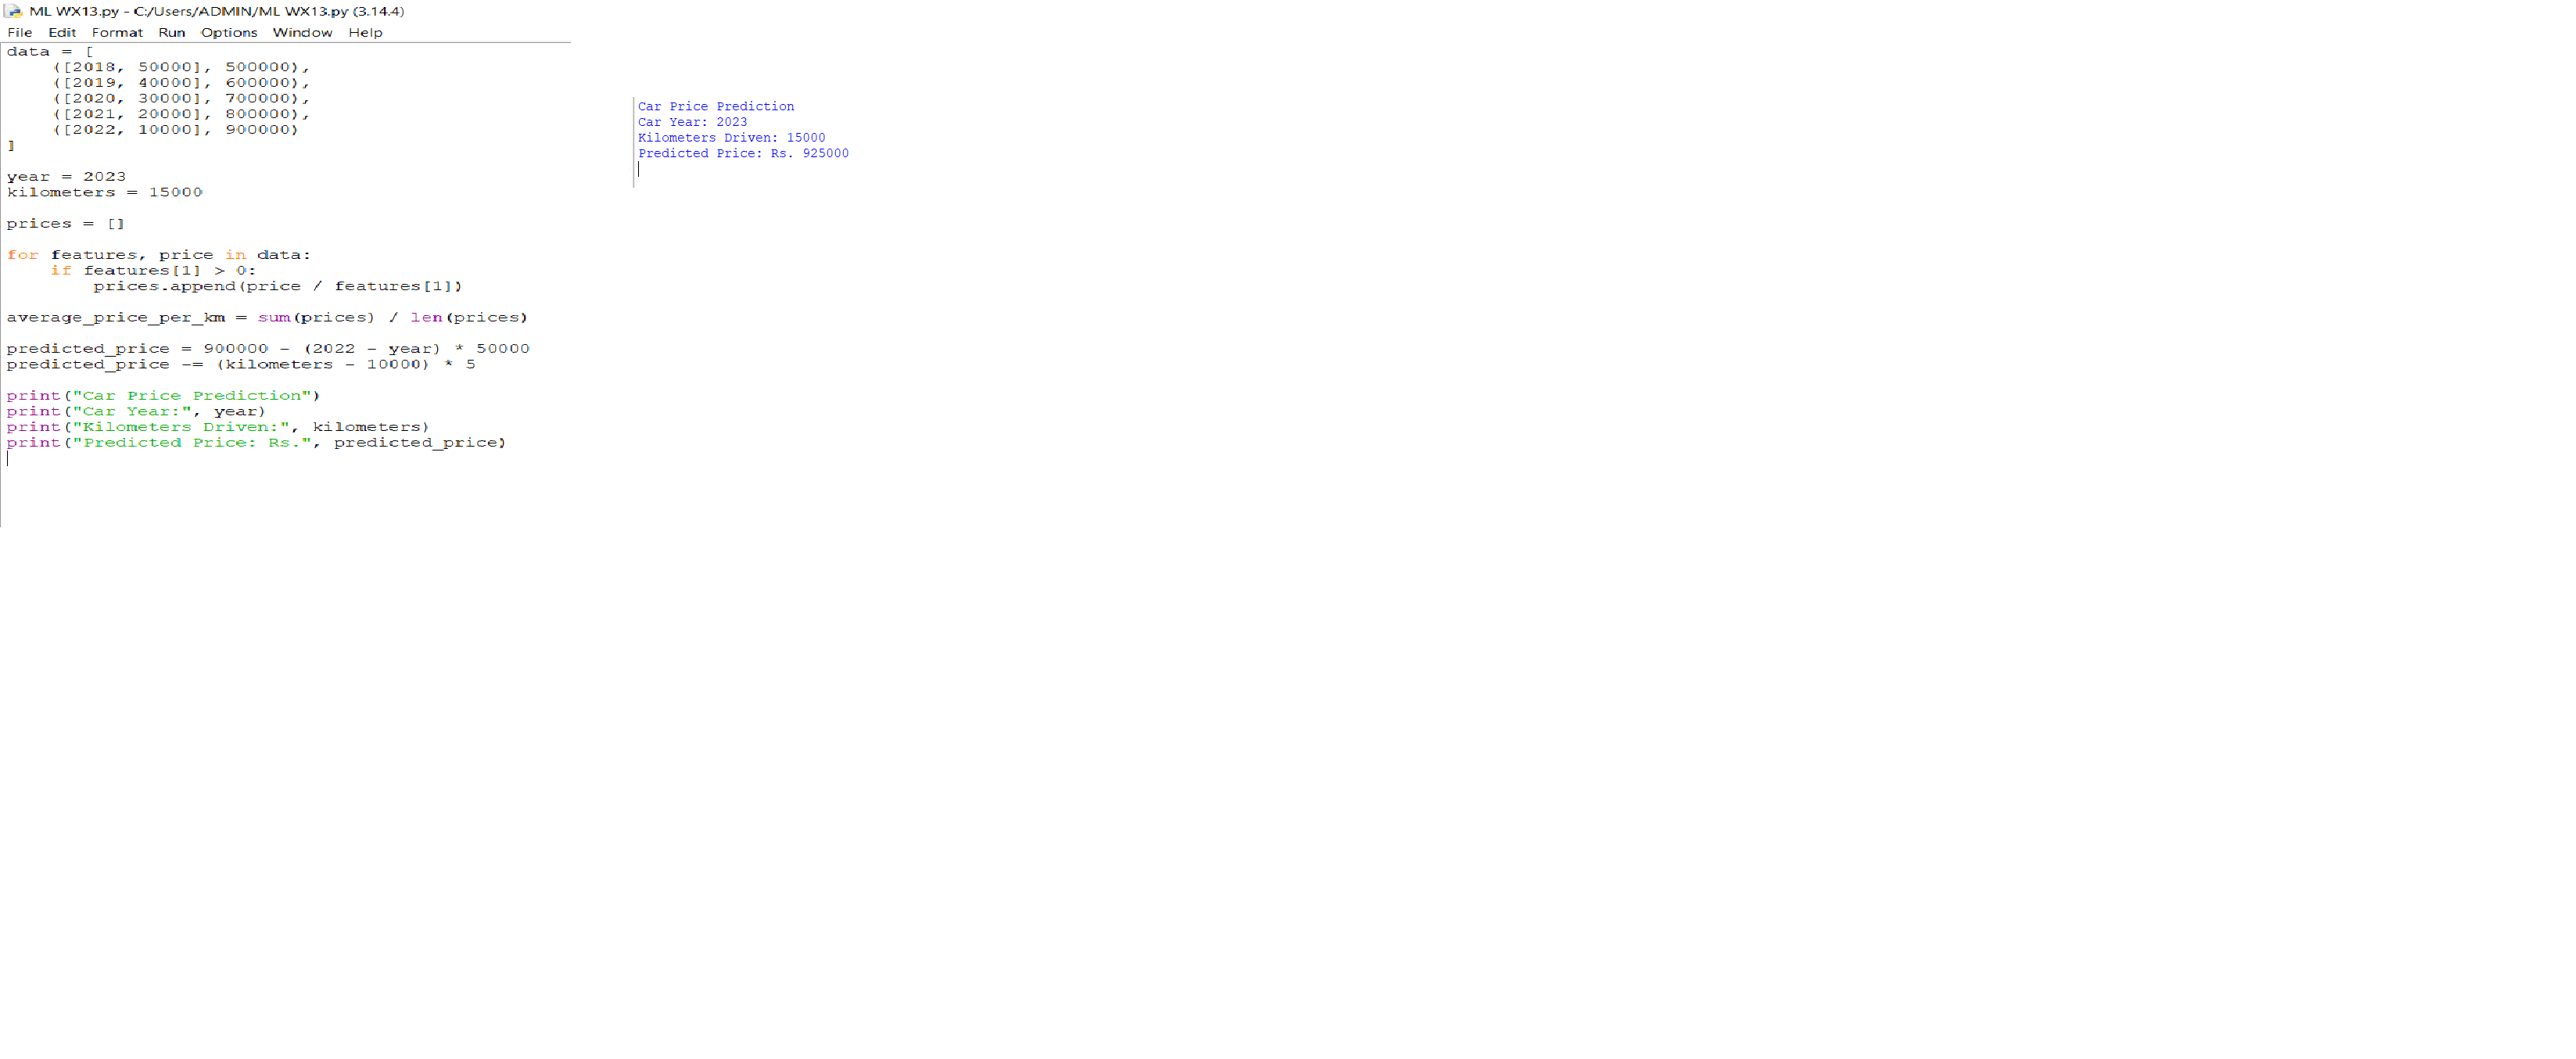 ML WX13.py - C:/Users/ADMIN/ML WX13.py (3.14.4)
File Edit Format Run Options Window Help
data = [
    ([2018, 50000], 500000),
    ([2019, 40000], 600000),
    ([2020, 30000], 700000),
    ([2021, 20000], 800000),
    ([2022, 10000], 900000)
]
year = 2023
kilometers = 15000
prices = []
for features, price in data:
    if features[1] > 0:
        prices.append(price / features[1])
average_price_per_km = sum(prices) / len(prices)
predicted_price = 900000 - (2022 - year) * 50000
predicted_price -= (kilometers - 10000) * 5
print("Car Price Prediction")
print("Car Year:", year)
print("Kilometers Driven:", kilometers)
print("Predicted Price: Rs.", predicted_price)
Car Price Prediction
Car Year: 2023
Kilometers Driven: 15000
Predicted Price: Rs. 925000